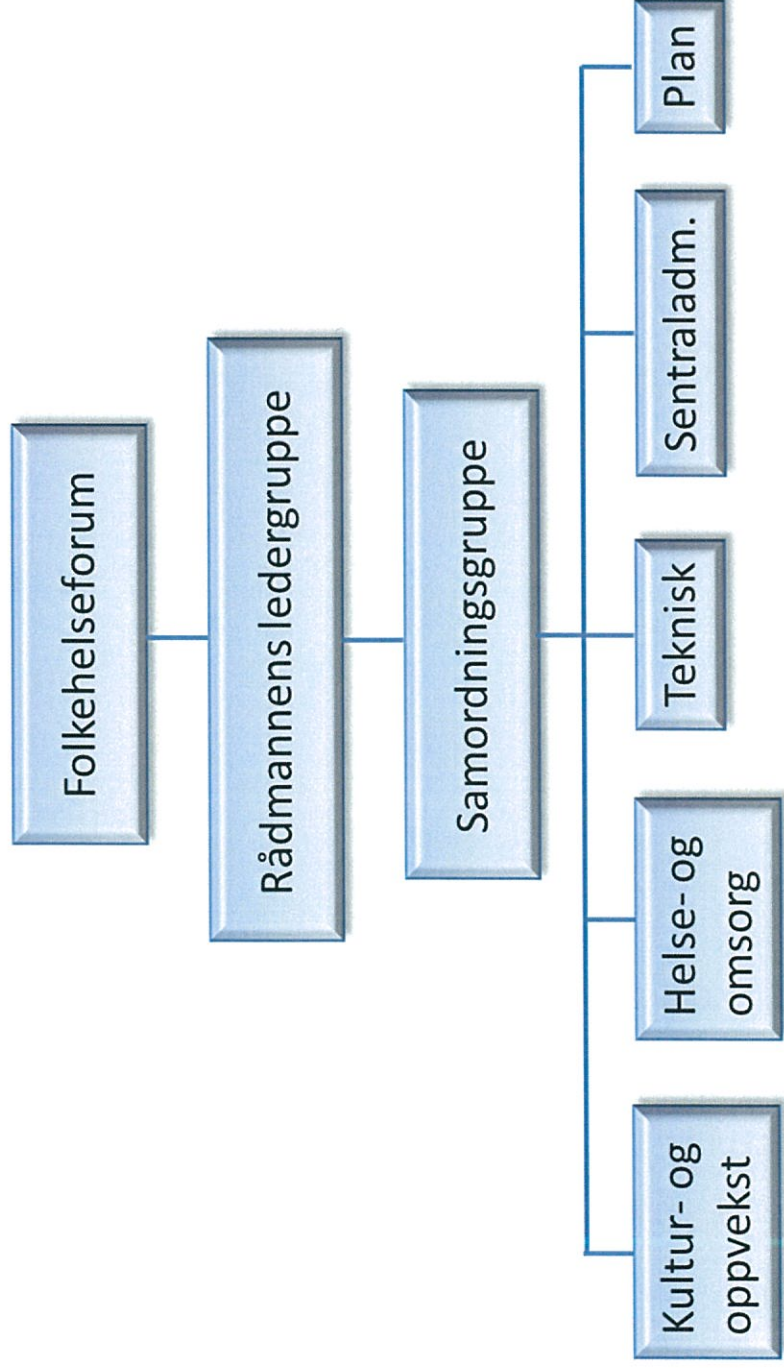 Folkehelseforum
Rådmannens ledergruppe
Samordningsgruppe
Kultur- og
oppvekst
Helse- og
omsorg
Teknisk
Sentraladm.
Plan